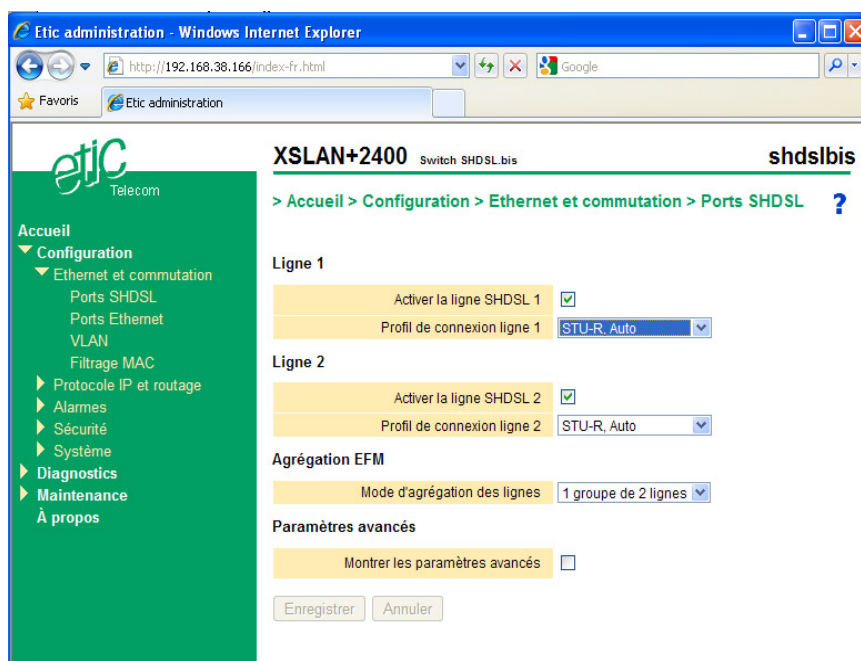 Etic administration - Windows Internet Explorer
http://192.168.38.166/index-fr.html
Google
Favoris
Etic administration
etic
Telecom
XSLAN+2400 Switch SHDSL.bis shdslbis
> Accueil > Configuration > Ethernet et commutation > Ports SHDSL ?
Accueil
Configuration
Ethernet et commutation
Ports SHDSL
Ports Ethernet
VLAN
Filtrage MAC
Protocole IP et routage
Alarmes
Sécurité
Système
Diagnostics
Maintenance
À propos
Ligne 1
Activer la ligne SHDSL 1
Profil de connexion ligne 1 STU-R, Auto
Ligne 2
Activer la ligne SHDSL 2
Profil de connexion ligne 2 STU-R, Auto
Agrégation EFM
Mode d'agrégation des lignes 1 groupe de 2 lignes
Paramètres avancés
Montrer les paramètres avancés
Enregistrer Annuler